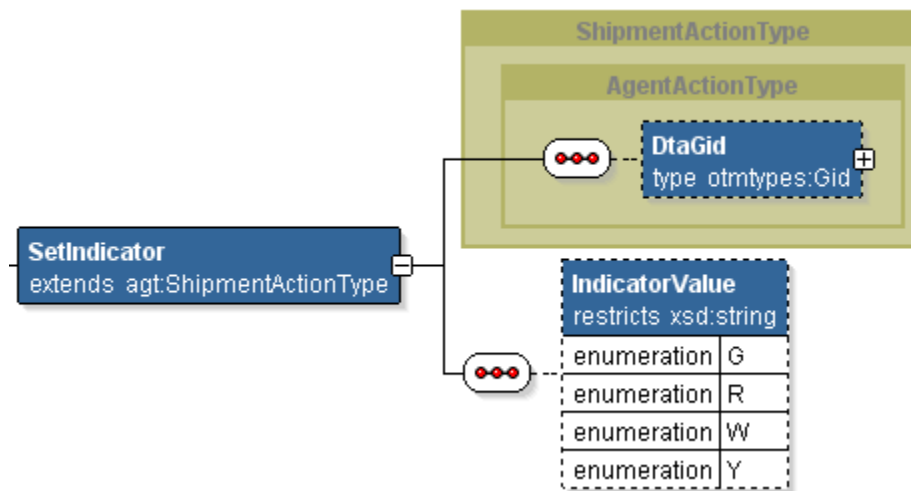 ShipmentActionType
AgentActionType
DtaGid
type otmtypes:Gid
SetIndicator
extends agt:ShipmentActionType
IndicatorValue
restricts xsd:string
enumeration G
enumeration R
enumeration W
enumeration Y